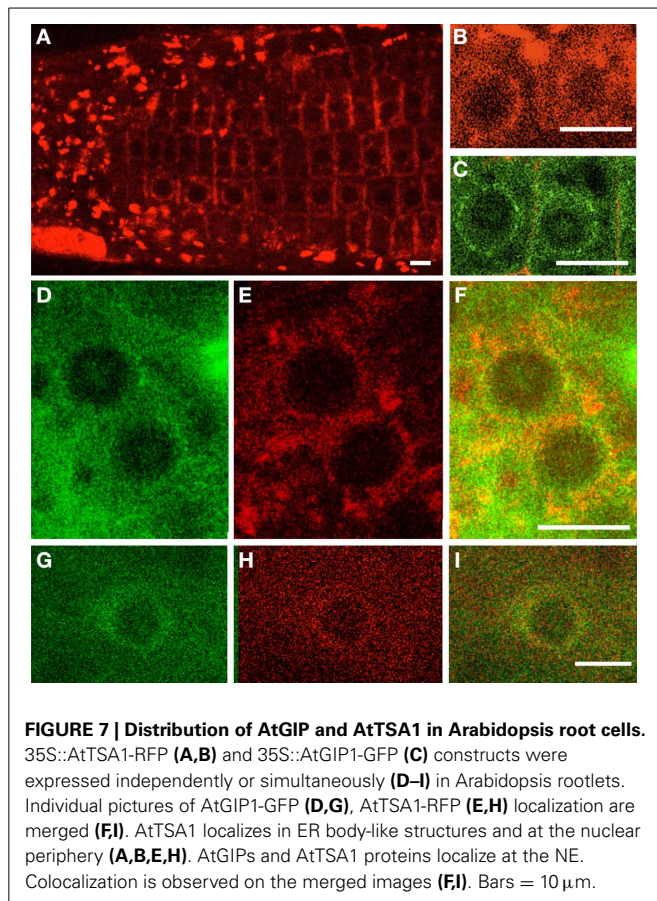 A
B
C
D
E
F
G
H
I
FIGURE 7 | Distribution of AtGIP and AtTSA1 in Arabidopsis root cells.
35S::AtTSA1-RFP (A,B) and 35S::AtGIP1-GFP (C) constructs were
expressed independently or simultaneously (D–I) in Arabidopsis rootlets.
Individual pictures of AtGIP1-GFP (D,G), AtTSA1-RFP (E,H) localization are
merged (F,I). AtTSA1 localizes in ER body-like structures and at the nuclear
periphery (A,B,E,H). AtGIPs and AtTSA1 proteins localize at the NE.
Colocalization is observed on the merged images (F,I). Bars = 10 μm.